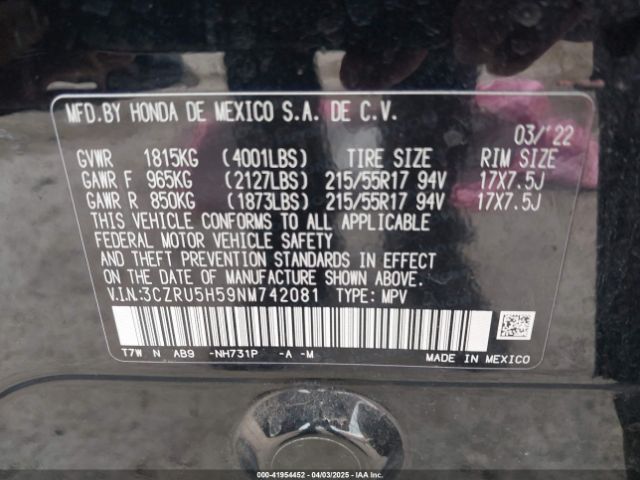 MFD.BY HONDA DE MEXICO S.A. DE C.V.
03/'22
GVWR 1815KG (4001LBS) TIRE SIZE RIM SIZE
GAWR F 965KG (2127LBS) 215/55R17 94V 17X7.5J
GAWR R 850KG (1873LBS) 215/55R17 94V 17X7.5J
THIS VEHICLE CONFORMS TO ALL APPLICABLE
FEDERAL MOTOR VEHICLE SAFETY
AND THEFT PREVENTION STANDARDS IN EFFECT
ON THE DATE OF MANUFACTURE SHOWN ABOVE.
V.I.N:3CZRU5H59NM742081 TYPE: MPV
T7W N AB9 -NH731P -A -M
MADE IN MEXICO
000-41954452 - 04/03/2025 - IAA Inc.